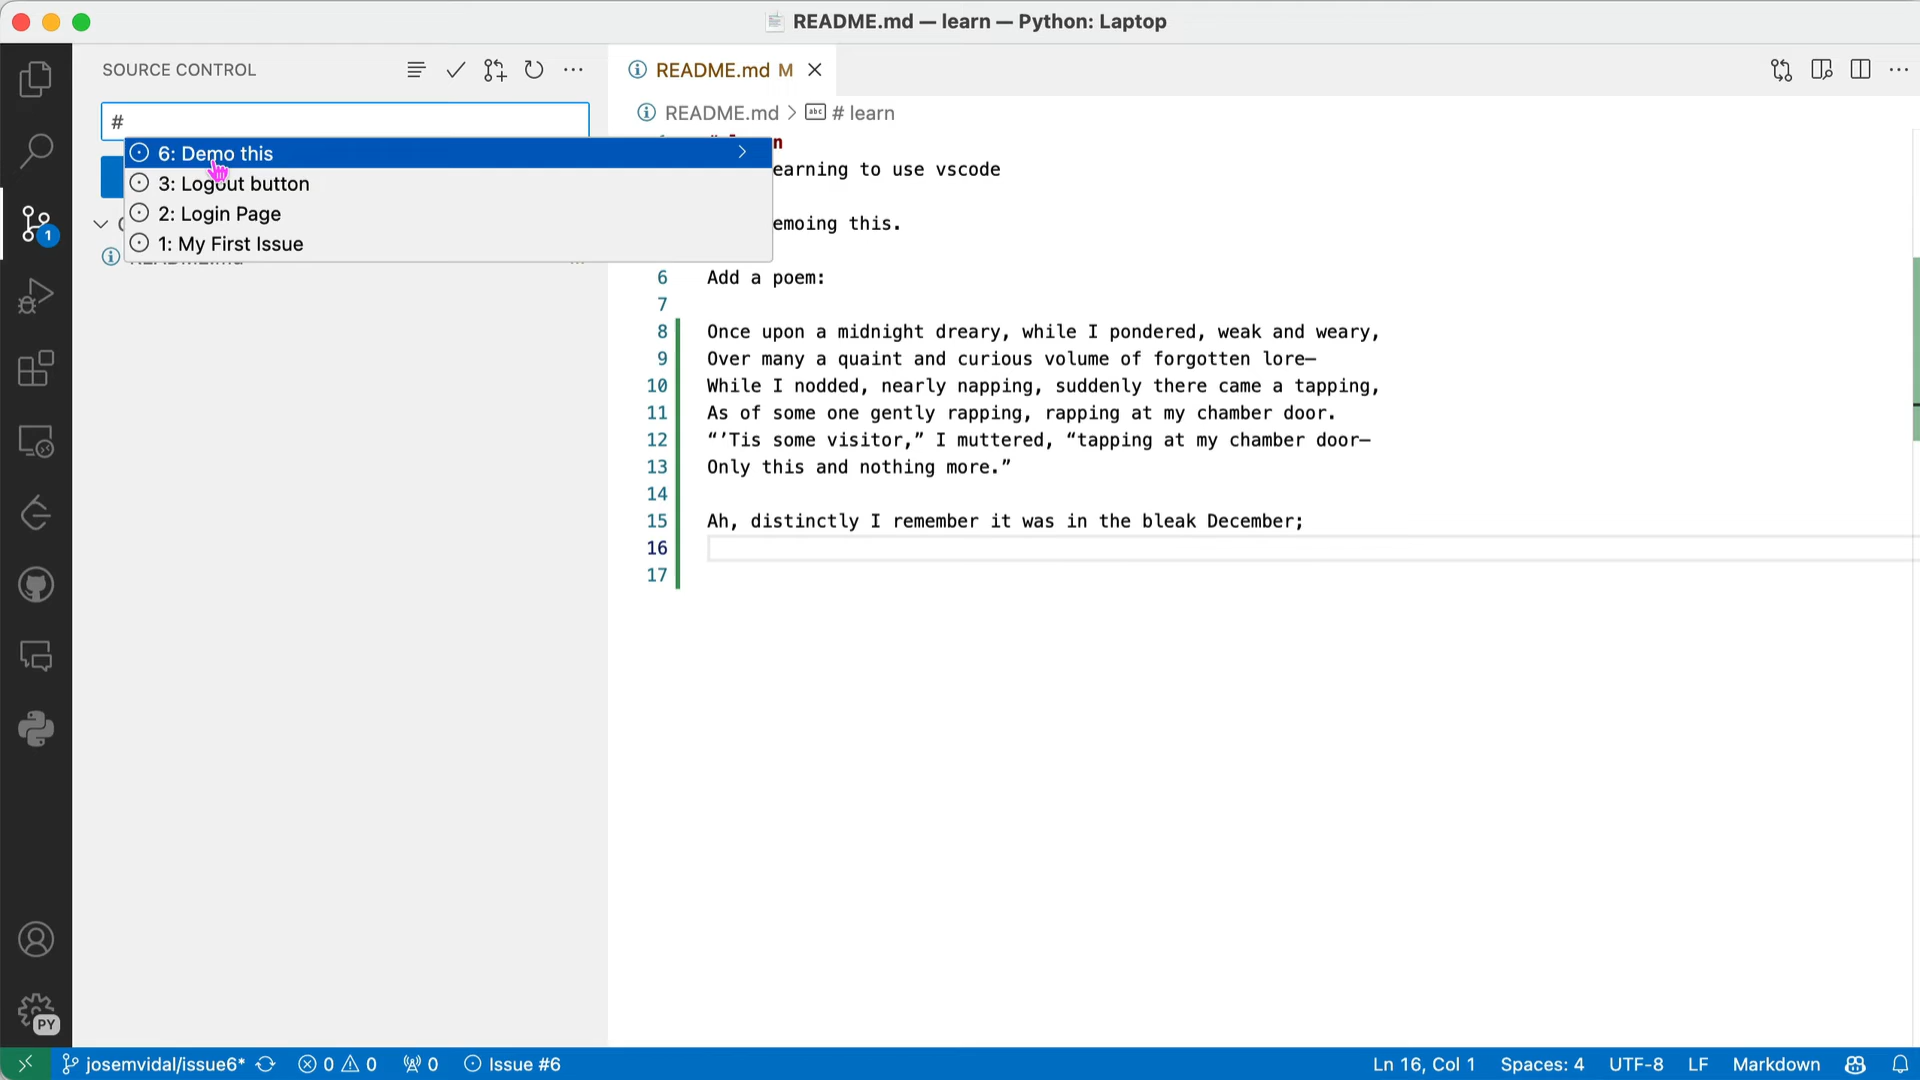 README.md — learn — Python: Laptop
SOURCE CONTROL
README.md M
#
README.md > # learn
6: Demo this
3: Logout button
2: Login Page
1: My First Issue
earning to use vscode
emoing this.
6 Add a poem:
7
8 Once upon a midnight dreary, while I pondered, weak and weary,
9 Over many a quaint and curious volume of forgotten lore—
10 While I nodded, nearly napping, suddenly there came a tapping,
11 As of some one gently rapping, rapping at my chamber door.
12 “’Tis some visitor,” I muttered, “tapping at my chamber door—
13 Only this and nothing more.”
14
15 Ah, distinctly I remember it was in the bleak December;
16
17
1
PY
josemvidal/issue6* 0 0 0 Issue #6 Ln 16, Col 1 Spaces: 4 UTF-8 LF Markdown